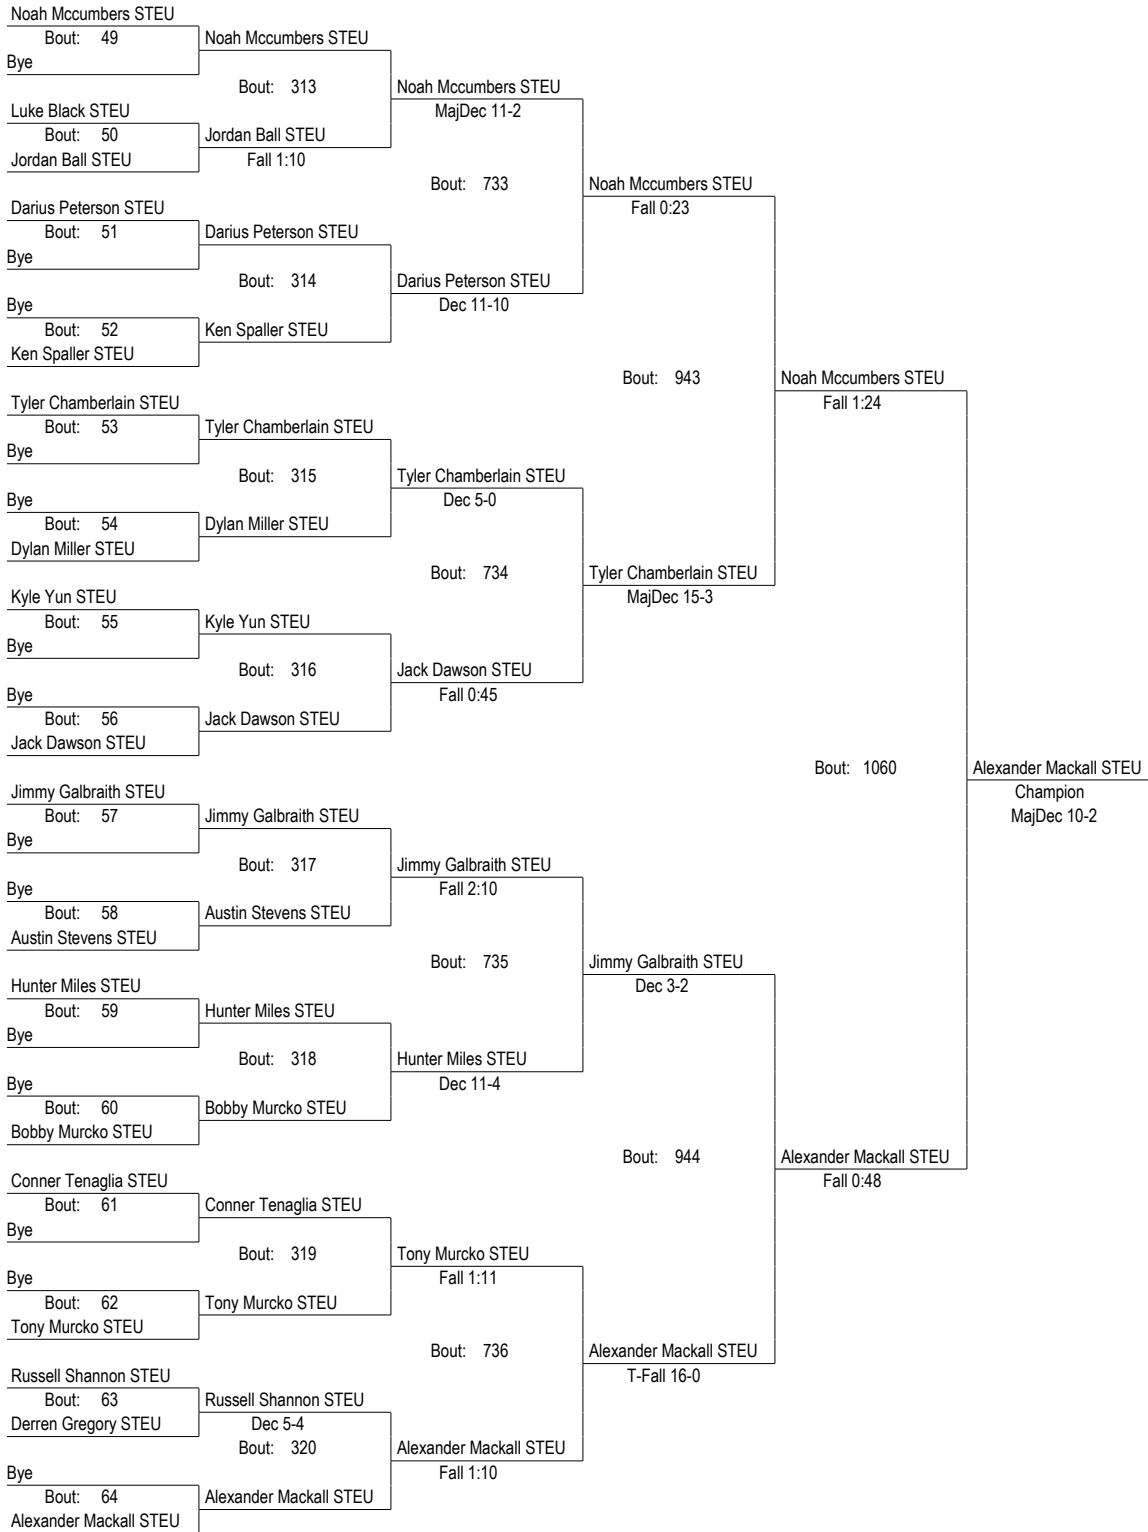 Noah Mccumbers STEU
Bout: 49
Noah Mccumbers STEU
Bye
Bout: 313
Noah Mccumbers STEU
Luke Black STEU
MajDec 11-2
Bout: 50
Jordan Ball STEU
Jordan Ball STEU
Fall 1:10
Bout: 733
Noah Mccumbers STEU
Darius Peterson STEU
Fall 0:23
Bout: 51
Darius Peterson STEU
Bye
Bout: 314
Darius Peterson STEU
Bye
Dec 11-10
Bout: 52
Ken Spaller STEU
Ken Spaller STEU
Bout: 943
Noah Mccumbers STEU
Tyler Chamberlain STEU
Fall 1:24
Bout: 53
Tyler Chamberlain STEU
Bye
Bout: 315
Tyler Chamberlain STEU
Bye
Dec 5-0
Bout: 54
Dylan Miller STEU
Dylan Miller STEU
Bout: 734
Tyler Chamberlain STEU
Kyle Yun STEU
MajDec 15-3
Bout: 55
Kyle Yun STEU
Bye
Bout: 316
Jack Dawson STEU
Bye
Fall 0:45
Bout: 56
Jack Dawson STEU
Jack Dawson STEU
Bout: 1060
Alexander Mackall STEU
Jimmy Galbraith STEU
Champion
Bout: 57
Jimmy Galbraith STEU
MajDec 10-2
Bye
Bout: 317
Jimmy Galbraith STEU
Bye
Fall 2:10
Bout: 58
Austin Stevens STEU
Austin Stevens STEU
Bout: 735
Jimmy Galbraith STEU
Hunter Miles STEU
Dec 3-2
Bout: 59
Hunter Miles STEU
Bye
Bout: 318
Hunter Miles STEU
Bye
Dec 11-4
Bout: 60
Bobby Murcko STEU
Bobby Murcko STEU
Bout: 944
Alexander Mackall STEU
Conner Tenaglia STEU
Fall 0:48
Bout: 61
Conner Tenaglia STEU
Bye
Bout: 319
Tony Murcko STEU
Bye
Fall 1:11
Bout: 62
Tony Murcko STEU
Tony Murcko STEU
Bout: 736
Alexander Mackall STEU
Russell Shannon STEU
T-Fall 16-0
Bout: 63
Russell Shannon STEU
Derren Gregory STEU
Dec 5-4
Bout: 320
Alexander Mackall STEU
Bye
Fall 1:10
Bout: 64
Alexander Mackall STEU
Alexander Mackall STEU